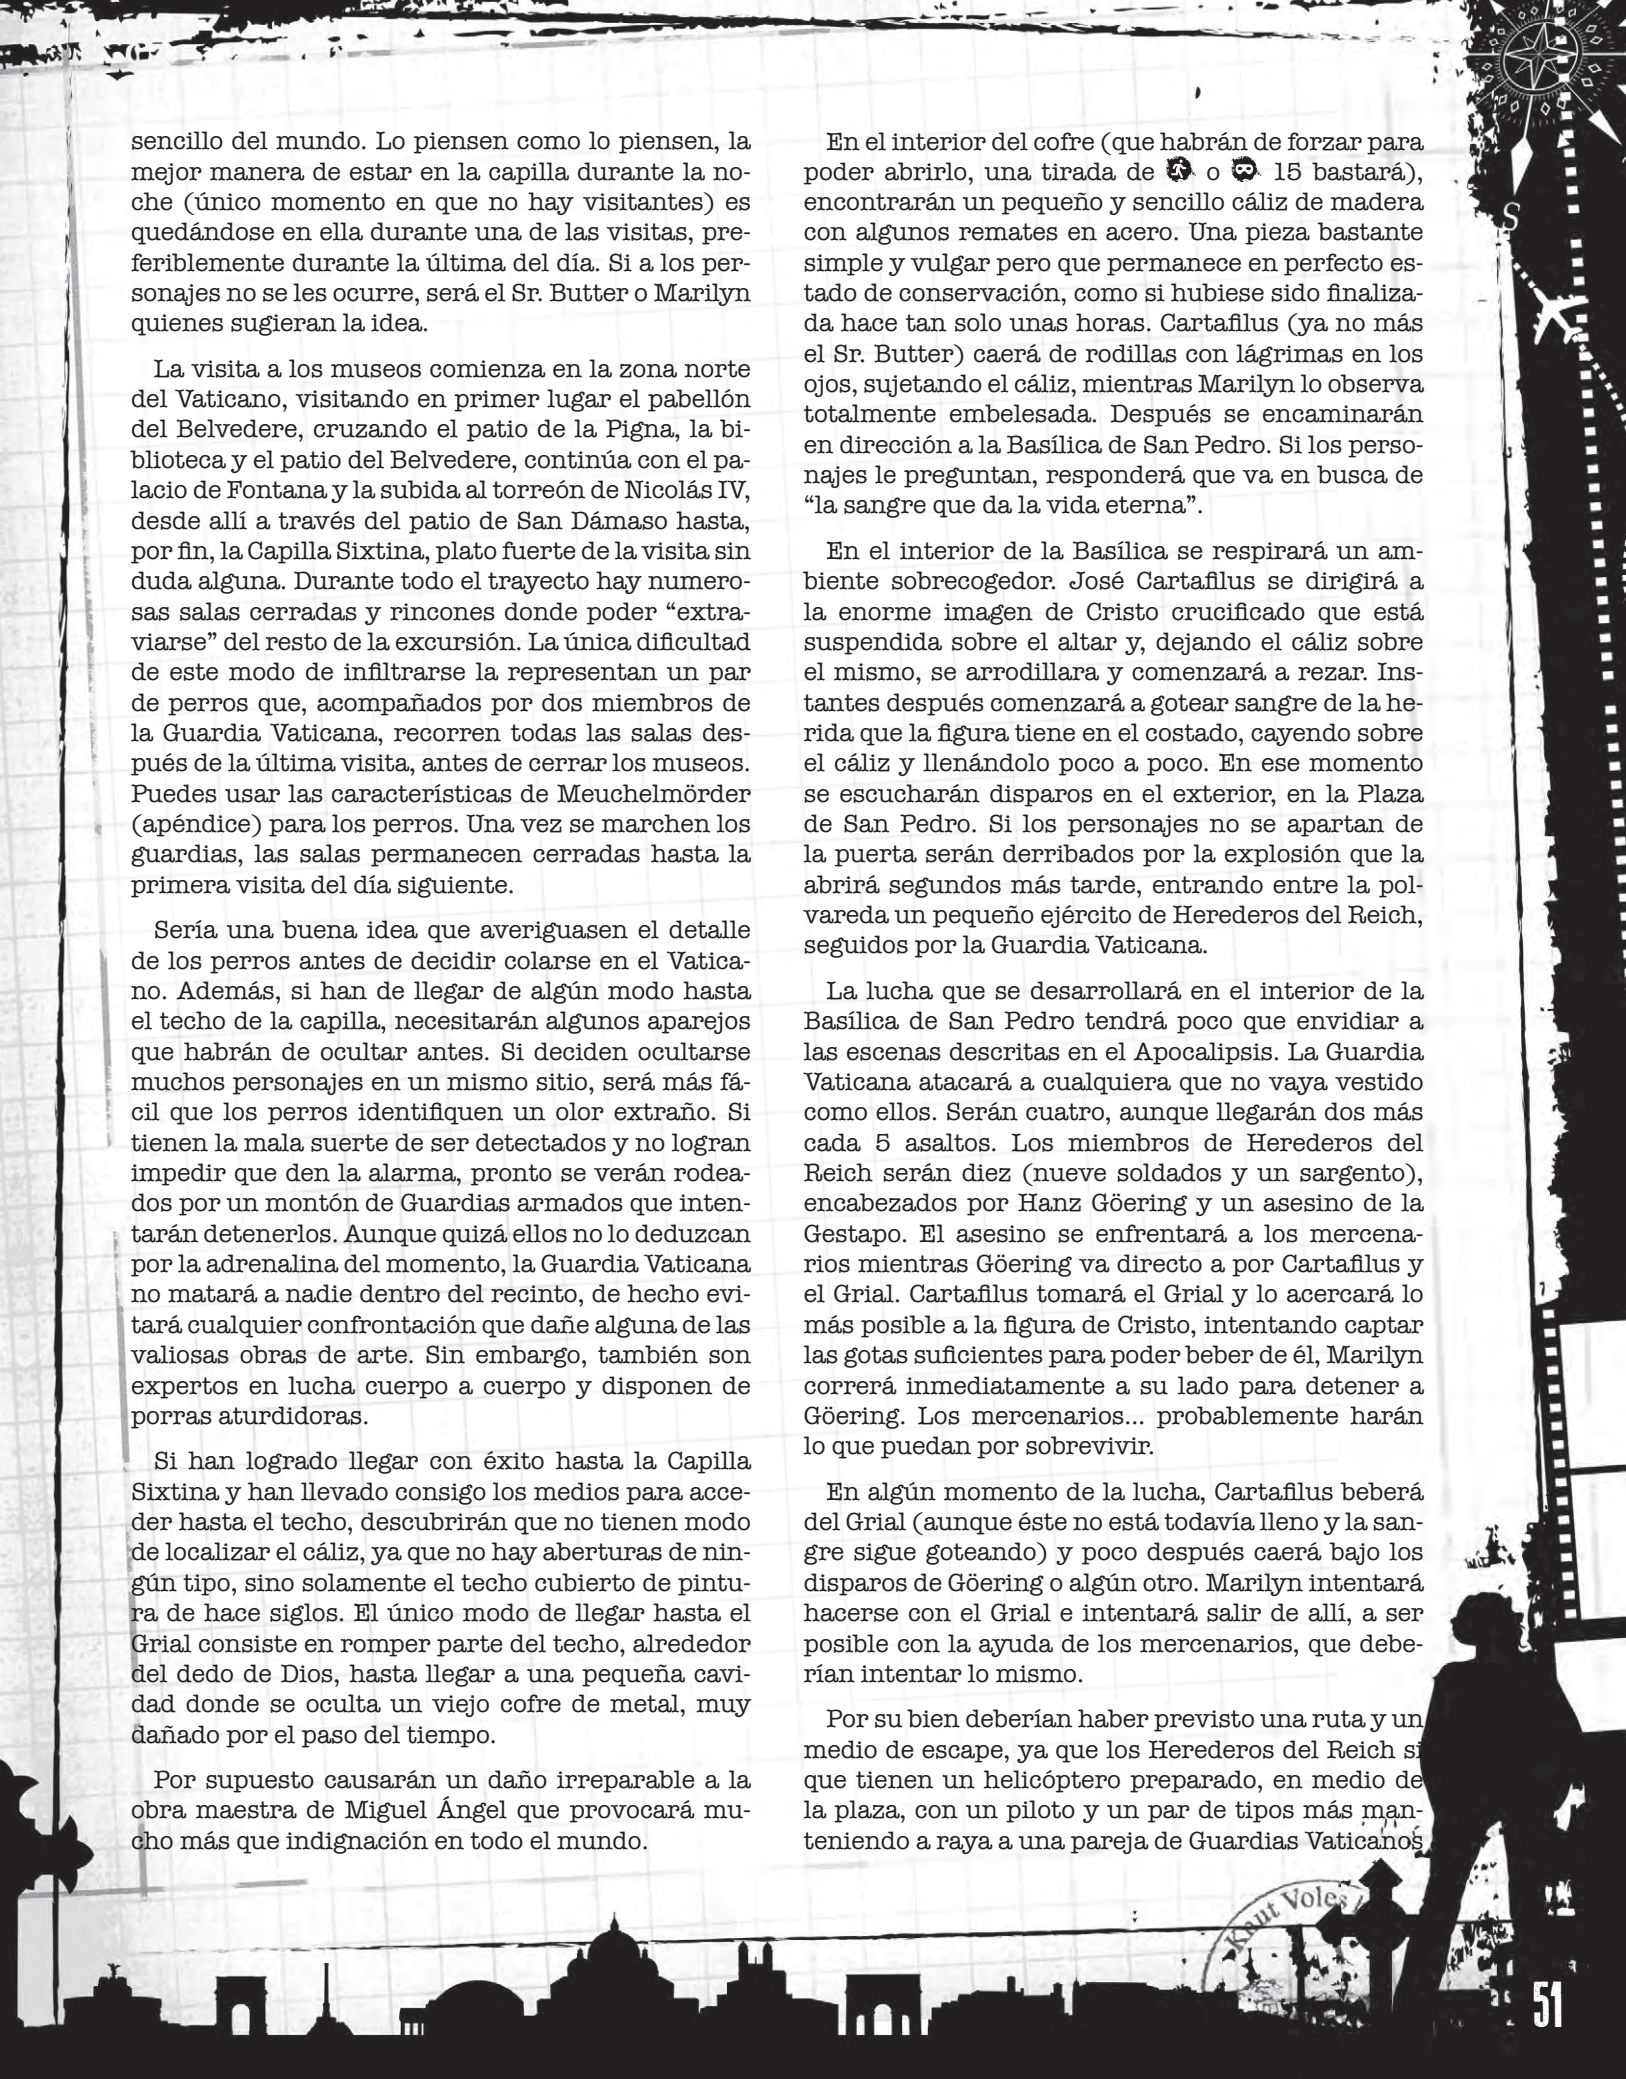 sencillo del mundo. Lo piensen como lo piensen, la
mejor manera de estar en la capilla durante la no-
che (único momento en que no hay visitantes) es
quedándose en ella durante una de las visitas, pre-
feriblemente durante la última del día. Si a los per-
sonajes no se les ocurre, será el Sr. Butter o Marilyn
quienes sugieran la idea.
La visita a los museos comienza en la zona norte
del Vaticano, visitando en primer lugar el pabellón
del Belvedere, cruzando el patio de la Pigna, la bi-
blioteca y el patio del Belvedere, continúa con el pa-
lacio de Fontana y la subida al torreón de Nicolás IV,
desde allí a través del patio de San Dámaso hasta,
por fin, la Capilla Sixtina, plato fuerte de la visita sin
duda alguna. Durante todo el trayecto hay numero-
sas salas cerradas y rincones donde poder “extra-
viarse” del resto de la excursión. La única dificultad
de este modo de infiltrarse la representan un par
de perros que, acompañados por dos miembros de
la Guardia Vaticana, recorren todas las salas des-
pués de la última visita, antes de cerrar los museos.
Puedes usar las características de Meuchelmörder
(apéndice) para los perros. Una vez se marchen los
guardias, las salas permanecen cerradas hasta la
primera visita del día siguiente.
Sería una buena idea que averiguasen el detalle
de los perros antes de decidir colarse en el Vatica-
no. Además, si han de llegar de algún modo hasta
el techo de la capilla, necesitarán algunos aparejos
que habrán de ocultar antes. Si deciden ocultarse
muchos personajes en un mismo sitio, será más fá-
cil que los perros identifiquen un olor extraño. Si
tienen la mala suerte de ser detectados y no logran
impedir que den la alarma, pronto se verán rodea-
dos por un montón de Guardias armados que inten-
tarán detenerlos. Aunque quizá ellos no lo deduzcan
por la adrenalina del momento, la Guardia Vaticana
no matará a nadie dentro del recinto, de hecho evi-
tará cualquier confrontación que dañe alguna de las
valiosas obras de arte. Sin embargo, también son
expertos en lucha cuerpo a cuerpo y disponen de
porras aturdidoras.
Si han logrado llegar con éxito hasta la Capilla
Sixtina y han llevado consigo los medios para acce-
der hasta el techo, descubrirán que no tienen modo
de localizar el cáliz, ya que no hay aberturas de nin-
gún tipo, sino solamente el techo cubierto de pintu-
ra de hace siglos. El único modo de llegar hasta el
Grial consiste en romper parte del techo, alrededor
del dedo de Dios, hasta llegar a una pequeña cavi-
dad donde se oculta un viejo cofre de metal, muy
dañado por el paso del tiempo.
Por supuesto causarán un daño irreparable a la
obra maestra de Miguel Ángel que provocará mu-
cho más que indignación en todo el mundo.
En el interior del cofre (que habrán de forzar para
poder abrirlo, una tirada de o 15 bastará),
encontrarán un pequeño y sencillo cáliz de madera
con algunos remates en acero. Una pieza bastante
simple y vulgar pero que permanece en perfecto es-
tado de conservación, como si hubiese sido finaliza-
da hace tan solo unas horas. Cartafilus (ya no más
el Sr. Butter) caerá de rodillas con lágrimas en los
ojos, sujetando el cáliz, mientras Marilyn lo observa
totalmente embelesada. Después se encaminarán
en dirección a la Basílica de San Pedro. Si los perso-
najes le preguntan, responderá que va en busca de
“la sangre que da la vida eterna”.
En el interior de la Basílica se respirará un am-
biente sobrecogedor. José Cartafilus se dirigirá a
la enorme imagen de Cristo crucificado que está
suspendida sobre el altar y, dejando el cáliz sobre
el mismo, se arrodillara y comenzará a rezar. Ins-
tantes después comenzará a gotear sangre de la he-
rida que la figura tiene en el costado, cayendo sobre
el cáliz y llenándolo poco a poco. En ese momento
se escucharán disparos en el exterior, en la Plaza
de San Pedro. Si los personajes no se apartan de
la puerta serán derribados por la explosión que la
abrirá segundos más tarde, entrando entre la pol-
vareda un pequeño ejército de Herederos del Reich,
seguidos por la Guardia Vaticana.
La lucha que se desarrollará en el interior de la
Basílica de San Pedro tendrá poco que envidiar a
las escenas descritas en el Apocalipsis. La Guardia
Vaticana atacará a cualquiera que no vaya vestido
como ellos. Serán cuatro, aunque llegarán dos más
cada 5 asaltos. Los miembros de Herederos del
Reich serán diez (nueve soldados y un sargento),
encabezados por Hanz Göering y un asesino de la
Gestapo. El asesino se enfrentará a los mercena-
rios mientras Göering va directo a por Cartafilus y
el Grial. Cartafilus tomará el Grial y lo acercará lo
más posible a la figura de Cristo, intentando captar
las gotas suficientes para poder beber de él, Marilyn
correrá inmediatamente a su lado para detener a
Göering. Los mercenarios... probablemente harán
lo que puedan por sobrevivir.
En algún momento de la lucha, Cartafilus beberá
del Grial (aunque éste no está todavía lleno y la san-
gre sigue goteando) y poco después caerá bajo los
disparos de Göering o algún otro. Marilyn intentará
hacerse con el Grial e intentará salir de allí, a ser
posible con la ayuda de los mercenarios, que debe-
rían intentar lo mismo.
Por su bien deberían haber previsto una ruta y un
medio de escape, ya que los Herederos del Reich si
que tienen un helicóptero preparado, en medio de
la plaza, con un piloto y un par de tipos más man-
teniendo a raya a una pareja de Guardias Vaticanos
S
Knut Voles
51